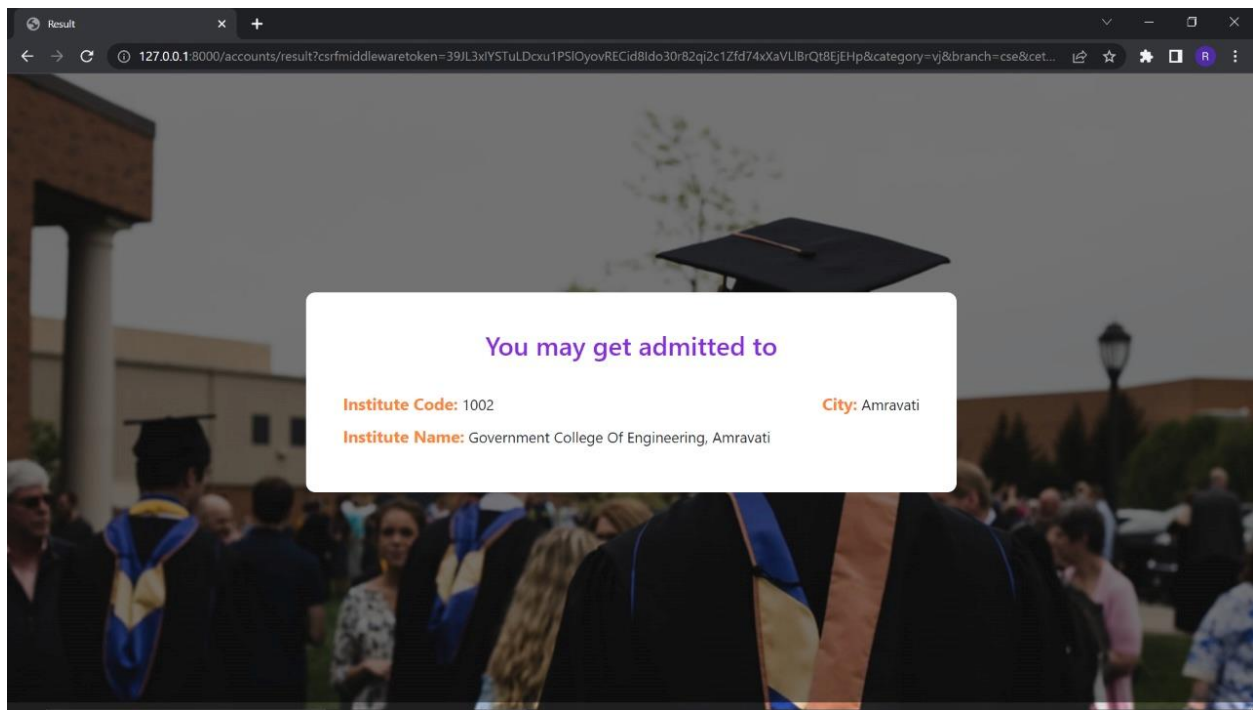 Result
127.0.0.1:8000/accounts/result?csrfmiddlewaretoken=39JL3xIYSTuLDcxu1PSlOyovRECid8Ido30r82qi2c1Zfd74xXaVLlBrQt8EjEHp&category=vj&branch=cse&cet...
R
You may get admitted to
Institute Code: 1002 City: Amravati
Institute Name: Government College Of Engineering, Amravati